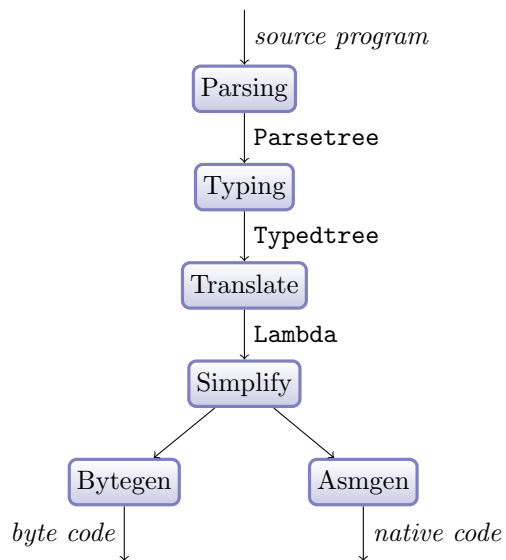 source program
Parsing
Parsetree
Typing
Typedtree
Translate
Lambda
Simplify
Bytegen
Asmgen
byte code
native code